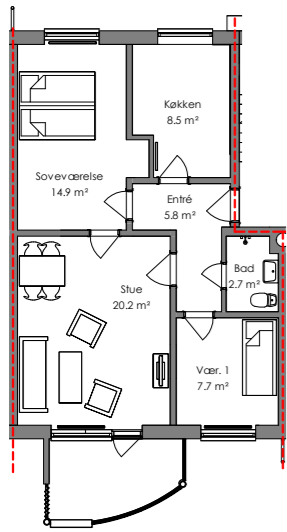 Køkken
8.5 m²
Soveværelse
14.9 m²
Entré
5.8 m²
Bad
2.7 m²
Stue
20.2 m²
Vær. 1
7.7 m²